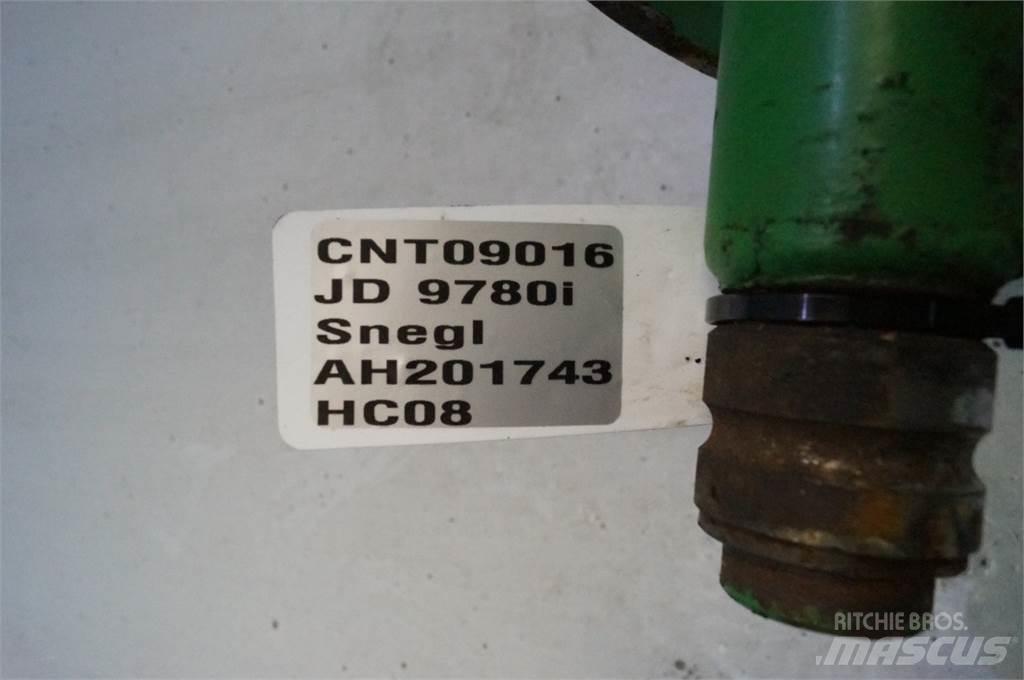 CNT09016
JD 9780i
Snegl
AH201743
HC08
RITCHIE BROS.
MASCUS